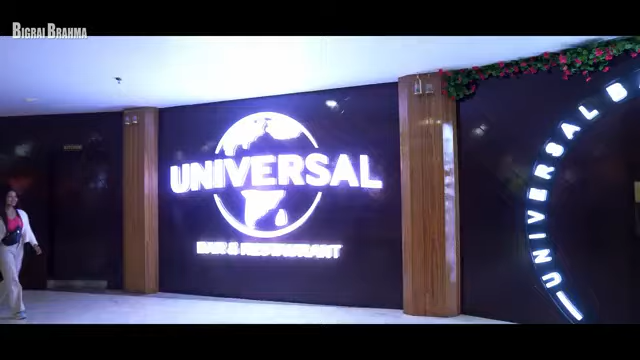 BIGRAI BRAHMA
UNIVERSAL
BAR & RESTAURANT
UNIVERSAL B